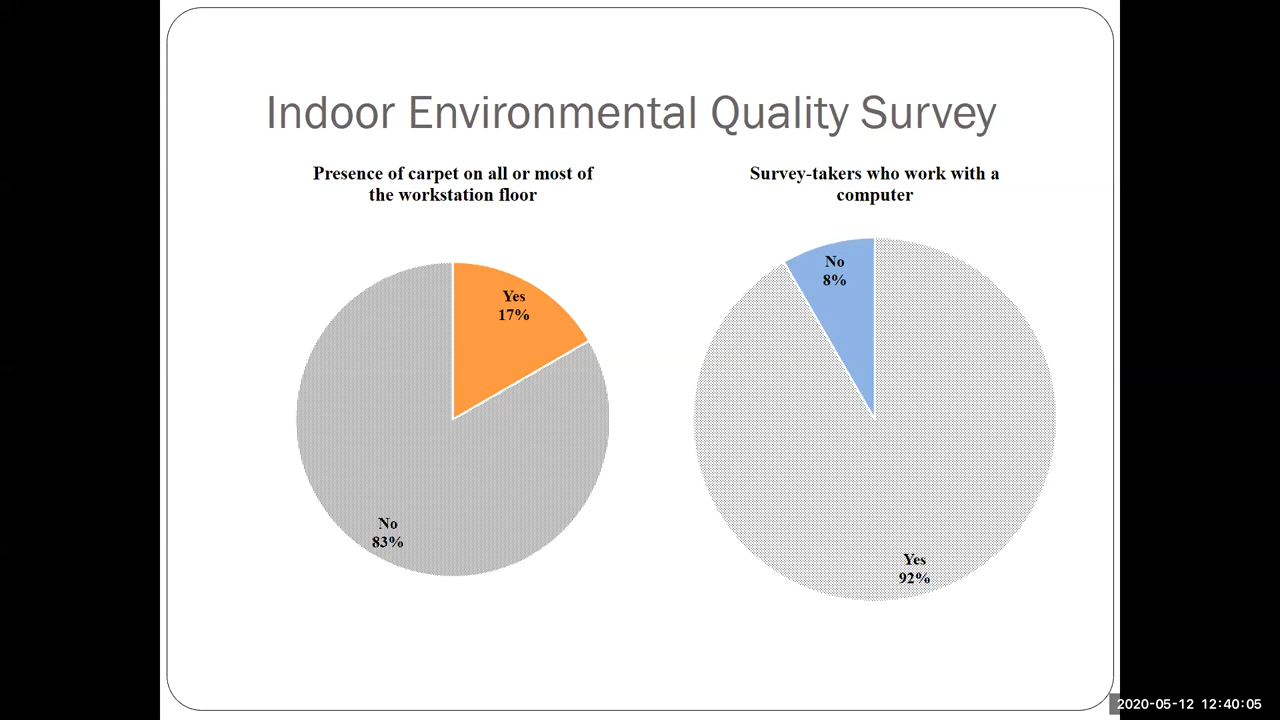 Indoor Environmental Quality Survey
Presence of carpet on all or most of
the workstation floor
Yes
17%
No
83%
Survey-takers who work with a
computer
No
8%
Yes
92%
2020-05-12 12:40:05